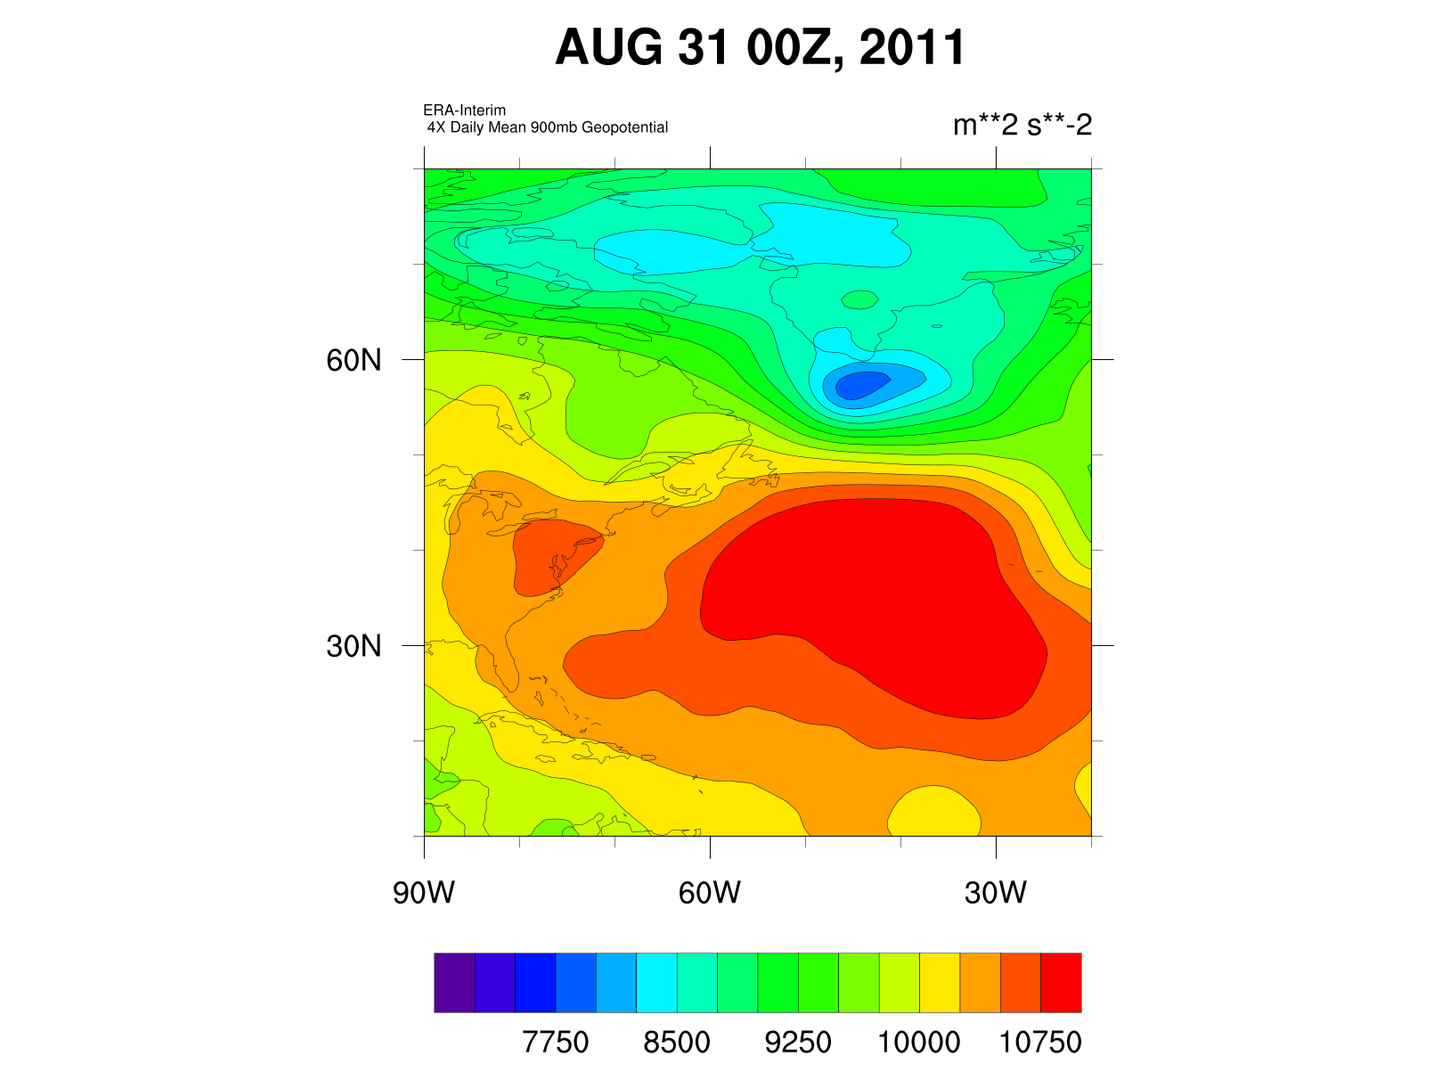 AUG 31 00Z, 2011
ERA-Interim
4X Daily Mean 900mb Geopotential
m**2 s**-2
60N
30N
90W 60W 30W
7750 8500 9250 10000 10750